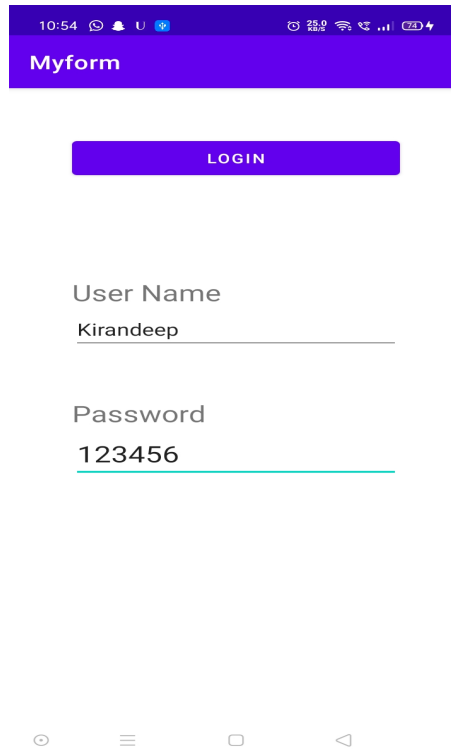 10:54 U 25.0 KB/S 74
Myform
LOGIN
User Name
Kirandeep
Password
123456